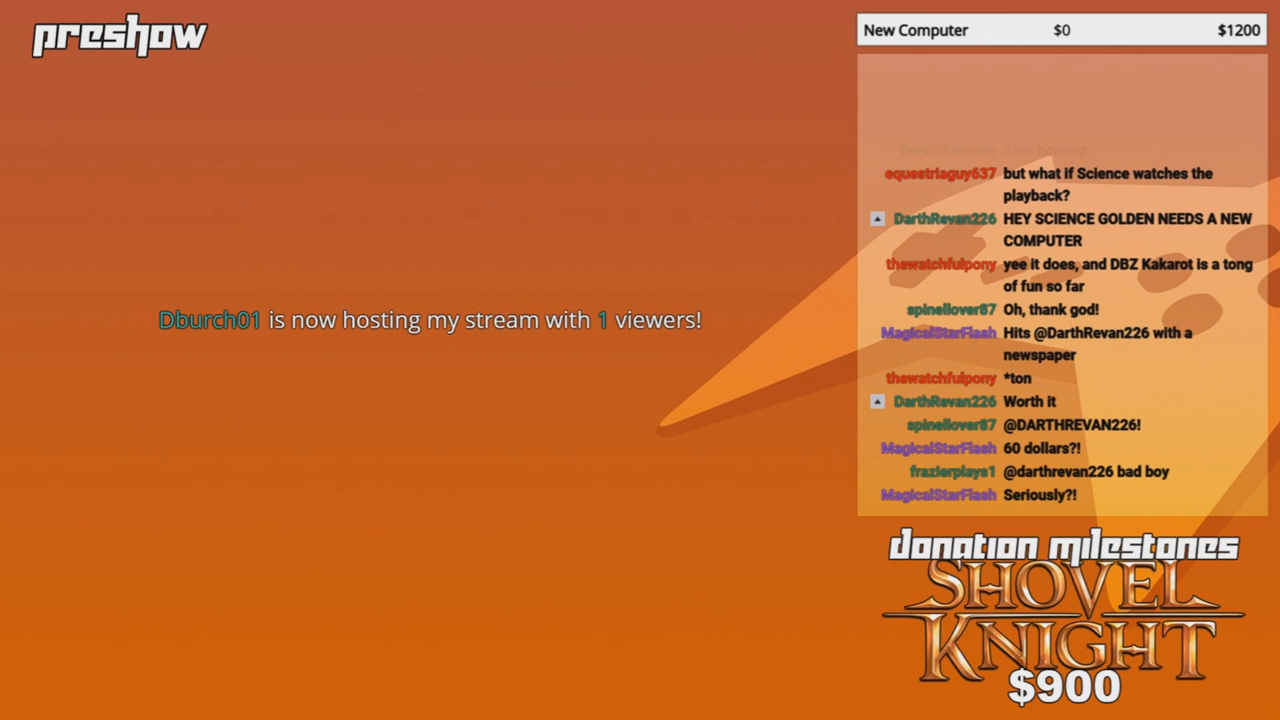 preshow
New Computer $0 $1200
Also hosting
equestriaguy637 but what if Science watches the
playback?
DarthRevan226 HEY SCIENCE GOLDEN NEEDS A NEW
COMPUTER
thewatchfulpony yee it does, and DBZ Kakarot is a tong
of fun so far
spinellover87 Oh, thank god!
Dburch01 is now hosting my stream with 1 viewers!
MagicalStarFlash Hits @DarthRevan226 with a
newspaper
thewatchfulpony *ton
DarthRevan226 Worth it
spinellover87 @DARTHREVAN226!
MagicalStarFlash 60 dollars?!
frazierplays1 @darthrevan226 bad boy
MagicalStarFlash Seriously?!
donation milestones
SHOVEL
KNIGHT
$900